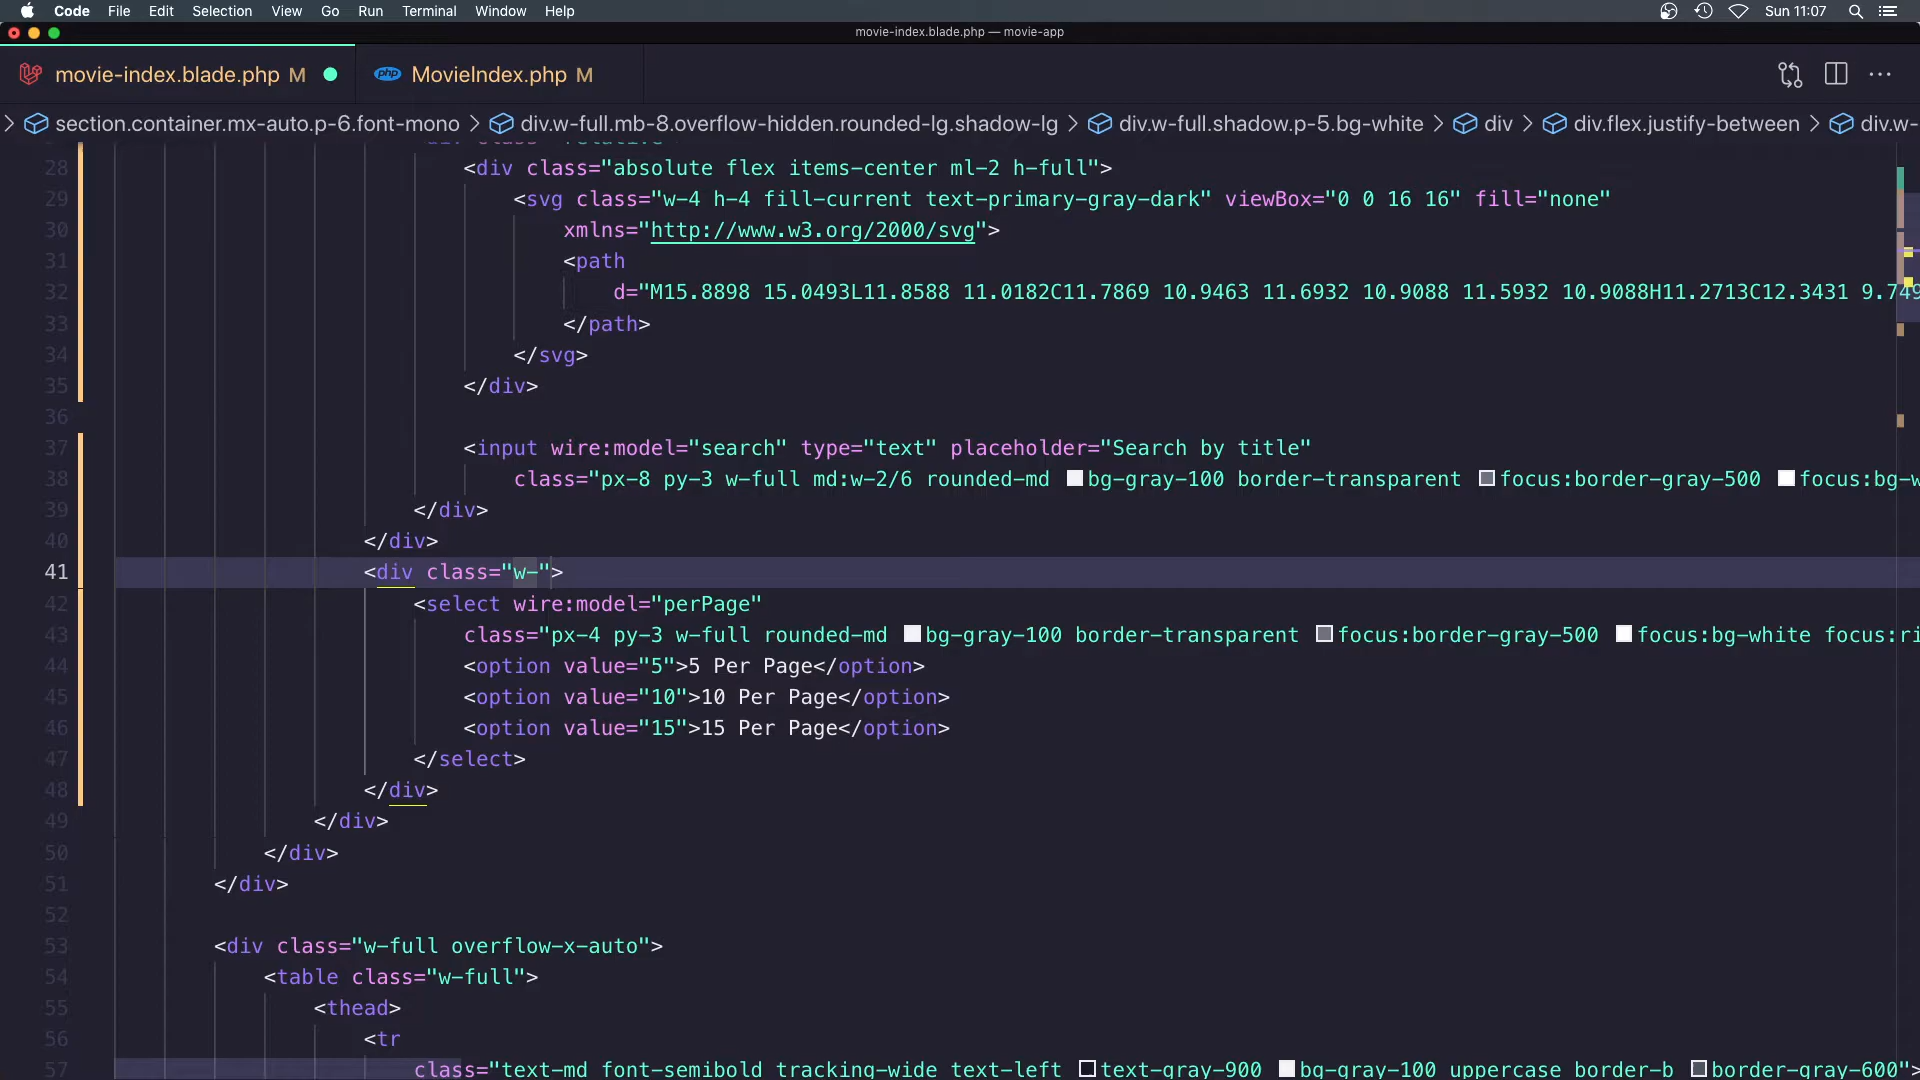 Code File Edit Selection View Go Run Terminal Window Help Sun 11:07
movie-index.blade.php — movie-app
movie-index.blade.php M php MovieIndex.php M
section.container.mx-auto.p-6.font-mono div.w-full.mb-8.overflow-hidden.rounded-lg.shadow-lg div.w-full.shadow.p-5.bg-white div div.flex.justify-between div.w-
28 <div class="absolute flex items-center ml-2 h-full">
29 <svg class="w-4 h-4 fill-current text-primary-gray-dark" viewBox="0 0 16 16" fill="none"
30 xmlns="http://www.w3.org/2000/svg">
31 <path
32 d="M15.8898 15.0493L11.8588 11.0182C11.7869 10.9463 11.6932 10.9088 11.5932 10.9088H11.2713C12.3431 9.749
33 </path>
34 </svg>
35 </div>
36
37 <input wire:model="search" type="text" placeholder="Search by title"
38 class="px-8 py-3 w-full md:w-2/6 rounded-md bg-gray-100 border-transparent focus:border-gray-500 focus:bg-w
39 </div>
40 </div>
41 <div class="w-">
42 <select wire:model="perPage"
43 class="px-4 py-3 w-full rounded-md bg-gray-100 border-transparent focus:border-gray-500 focus:bg-white focus:ri
44 <option value="5">5 Per Page</option>
45 <option value="10">10 Per Page</option>
46 <option value="15">15 Per Page</option>
47 </select>
48 </div>
49 </div>
50 </div>
51 </div>
52
53 <div class="w-full overflow-x-auto">
54 <table class="w-full">
55 <thead>
56 <tr
57 class="text-md font-semibold tracking-wide text-left text-gray-900 bg-gray-100 uppercase border-b border-gray-600">